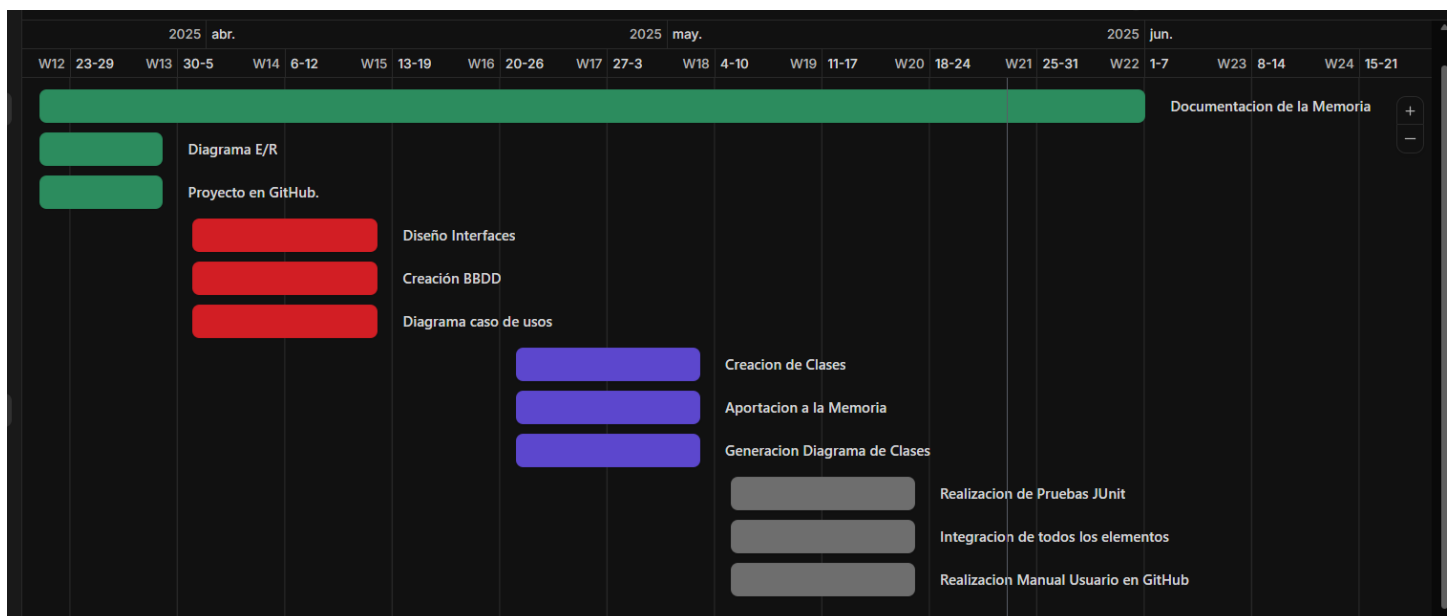 2025 abr. 2025 may. 2025 jun.
W12 23-29 W13 30-5 W14 6-12 W15 13-19 W16 20-26 W17 27-3 W18 4-10 W19 11-17 W20 18-24 W21 25-31 W22 1-7 W23 8-14 W24 15-21
Documentacion de la Memoria
+
−
Diagrama E/R
Proyecto en GitHub.
Diseño Interfaces
Creación BBDD
Diagrama caso de usos
Creacion de Clases
Aportacion a la Memoria
Generacion Diagrama de Clases
Realizacion de Pruebas JUnit
Integracion de todos los elementos
Realizacion Manual Usuario en GitHub